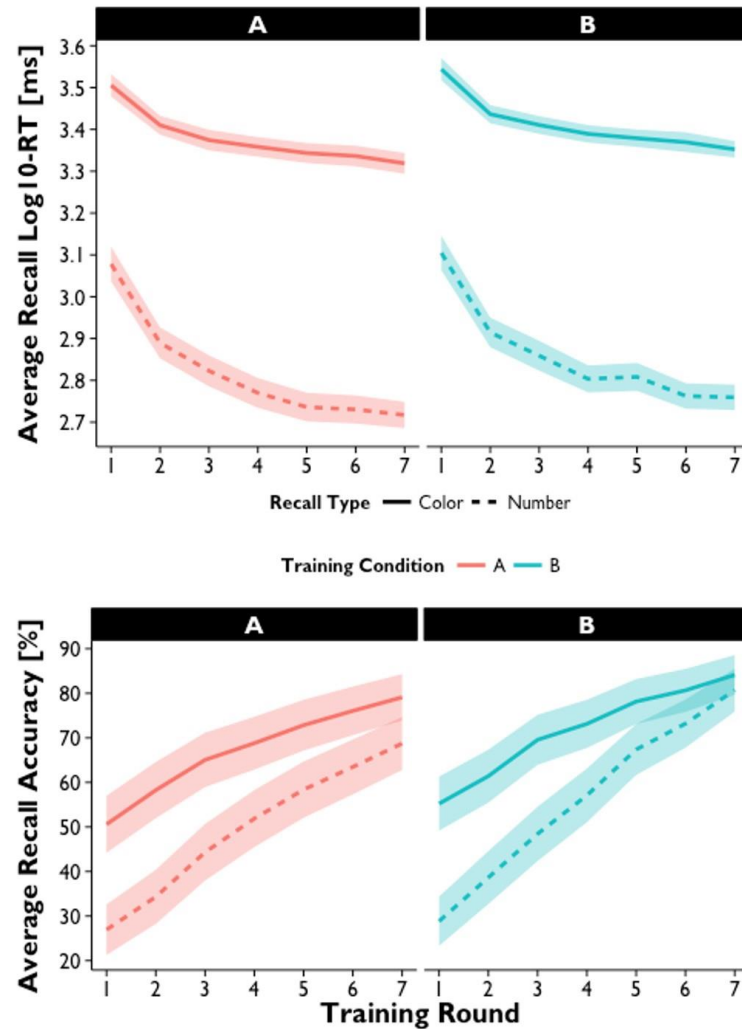 A B
Average Recall Log10-RT [ms]
3.6
3.5
3.4
3.3
3.2
3.1
3.0
2.9
2.8
2.7
1 2 3 4 5 6 7 1 2 3 4 5 6 7
Recall Type Color Number
Training Condition A B
A B
Average Recall Accuracy [%]
90
80
70
60
50
40
30
20
1 2 3 4 5 6 7 1 2 3 4 5 6 7
Training Round